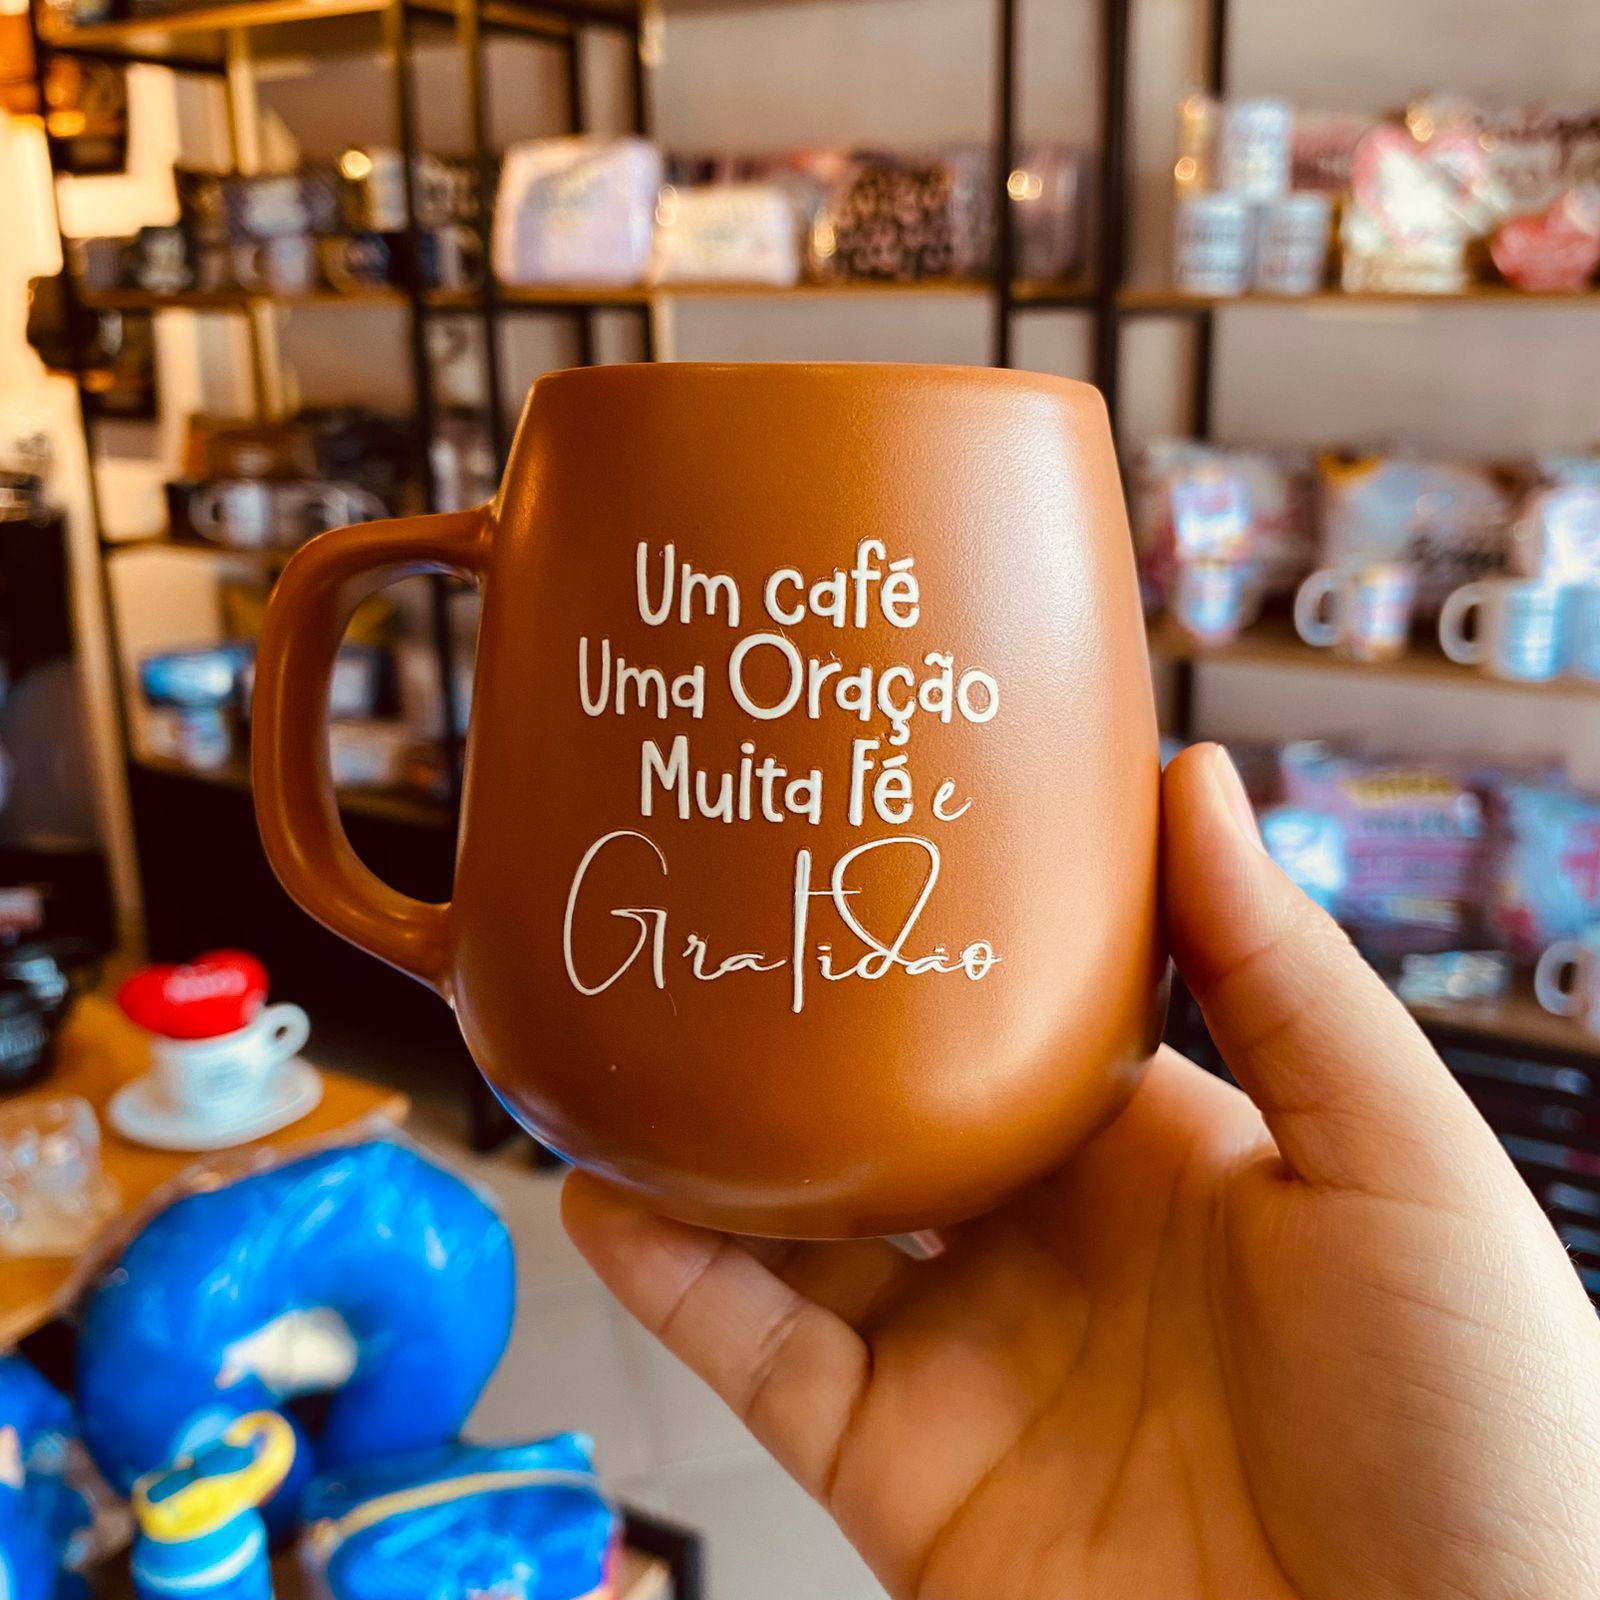 Um café
Uma Oração
Muita Fé e
Gratidão